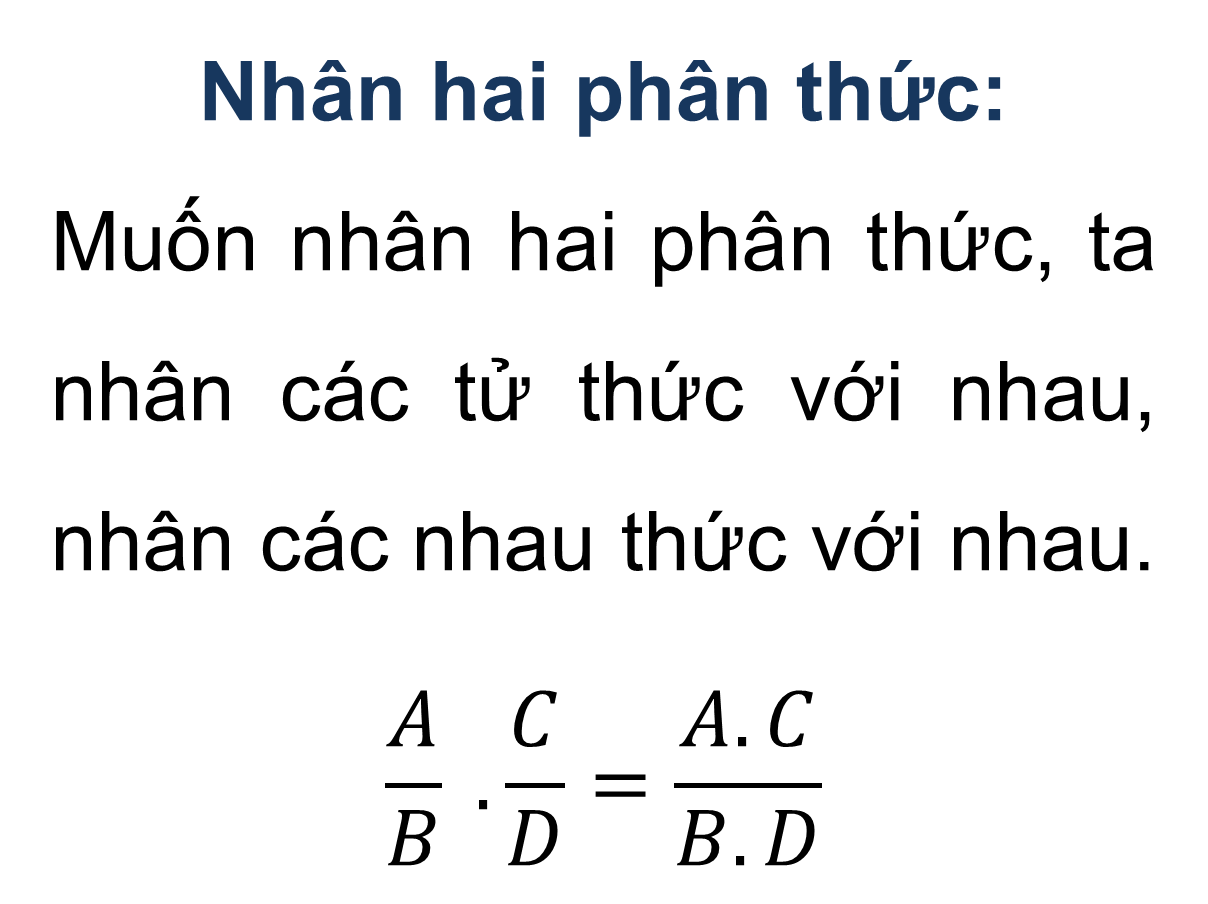 Nhân hai phân thức:
Muốn nhân hai phân thức, ta
nhân các tử thức với nhau,
nhân các nhau thức với nhau.
A/B . C/D = A. C/B. D